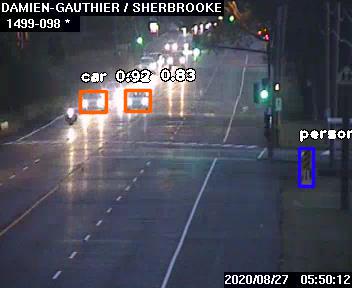 DAMIEN-GAUTHIER / SHERBROOKE
1499-098 *
car 0.92 0.83
person
2020/08/27 05:50:12